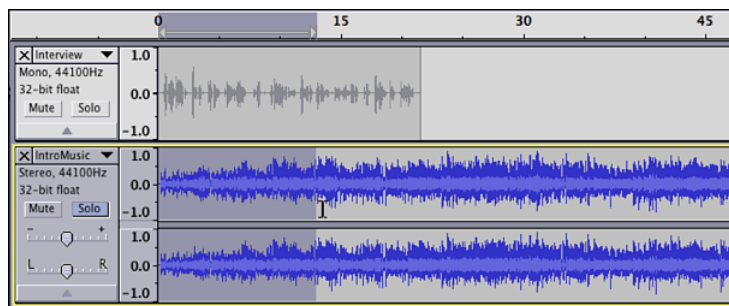 0 15 30 45
X Interview 1.0
Mono, 44100Hz
32-bit float 0.0
Mute Solo
-1.0
X IntroMusic 1.0
Stereo, 44100Hz
32-bit float 0.0
Mute Solo -1.0
- +
1.0
L R 0.0
-1.0